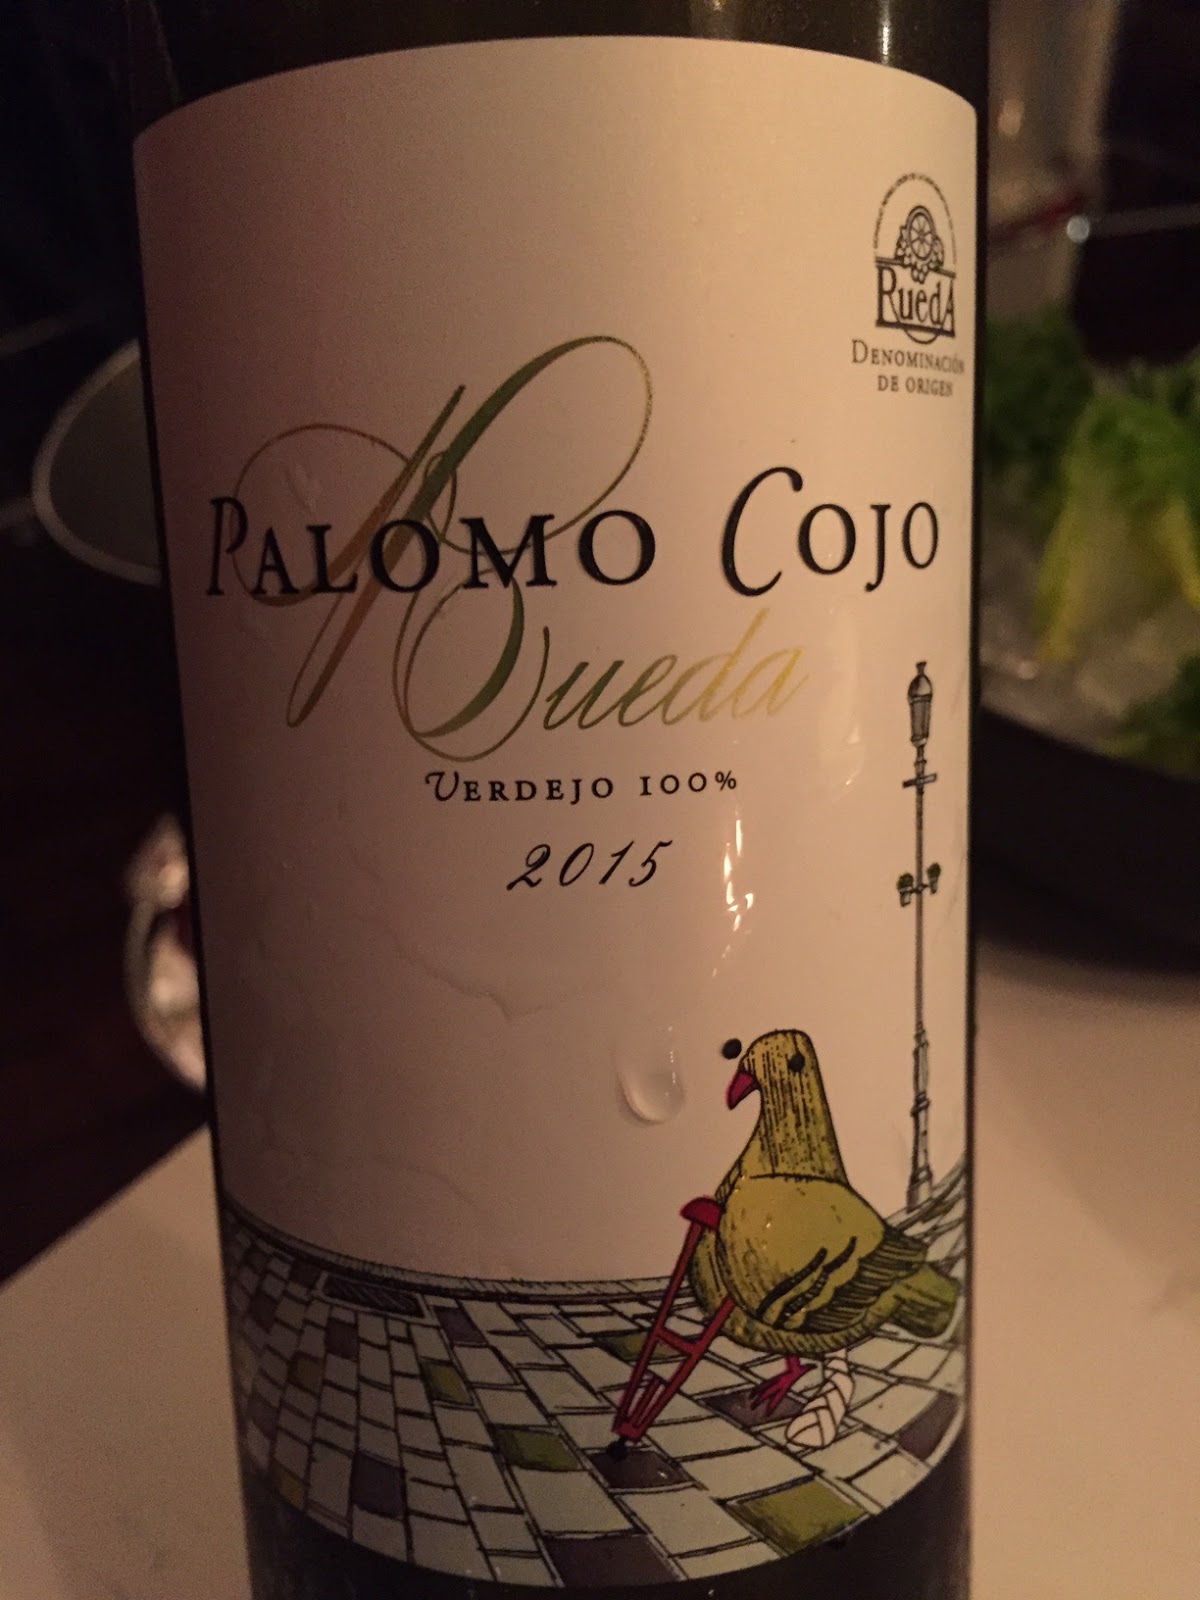 RuedA
DENOMINACIÓN
DE ORIGEN
PALOMO COJO
Rueda
VERDEJO 100%
2015